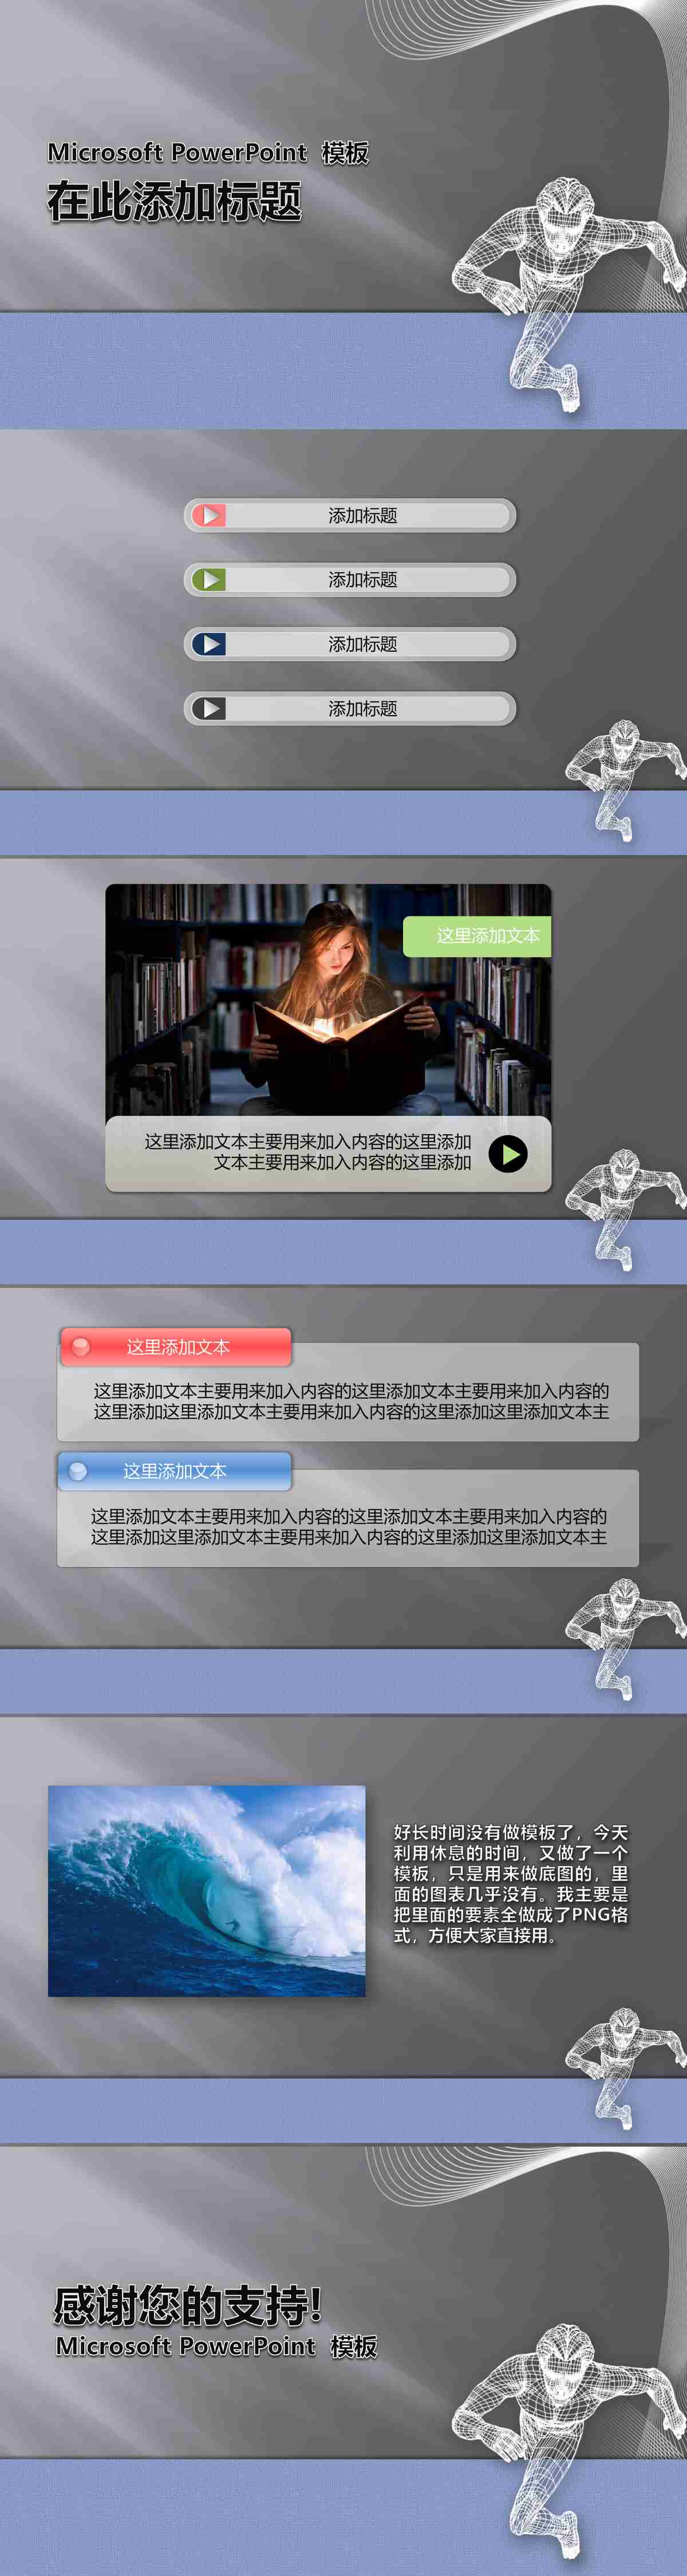 Microsoft PowerPoint 模板
在此添加标题
添加标题
添加标题
添加标题
添加标题
这里添加文本
这里添加文本主要用来加入内容的这里添加
文本主要用来加入内容的这里添加
这里添加文本
这里添加文本主要用来加入内容的这里添加文本主要用来加入内容的
这里添加这里添加文本主要用来加入内容的这里添加这里添加文本主
这里添加文本
这里添加文本主要用来加入内容的这里添加文本主要用来加入内容的
这里添加这里添加文本主要用来加入内容的这里添加这里添加文本主
好长时间没有做模板了，今天
利用休息的时间，又做了一个
模板，只是用来做底图的，里
面的图表几乎没有。我主要是
把里面的要素全做成了PNG格
式，方便大家直接用。
感谢您的支持!
Microsoft PowerPoint 模板